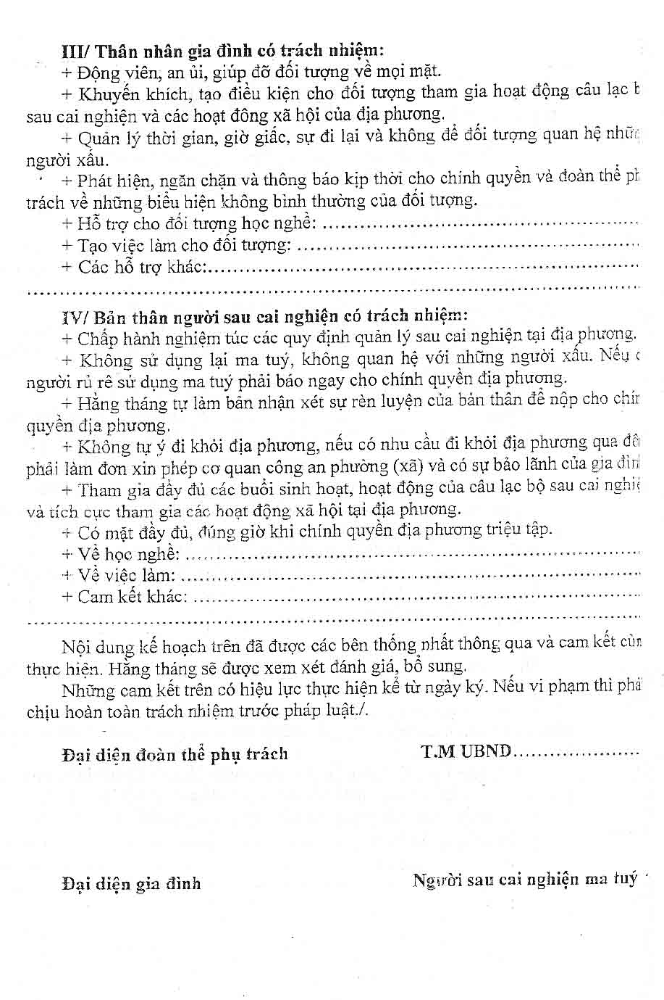 III/ Thân nhân gia đình có trách nhiệm:
+ Động viên, an ủi, giúp đỡ đối tượng về mọi mặt.
+ Khuyến khích, tạo điều kiện cho đối tượng tham gia hoạt động câu lạc
sau cai nghiện và các hoạt đông xã hội của địa phương.
+ Quản lý thời gian, giờ giấc, sự đi lại và không để đối tượng quan hệ
người xấu.
+ Phát hiện, ngăn chặn và thông báo kịp thời cho chính quyền và đoàn thể
trách về những biểu hiện không bình thường của đối tượng.
+ Hỗ trợ cho đối tượng học nghề: ..............................
+ Tạo việc làm cho đối tượng: ..............................
+ Các hỗ trợ khác:..............................
..............................
IV/ Bản thân người sau cai nghiện có trách nhiệm:
+ Chấp hành nghiệm túc các quy định quản lý sau cai nghiện tại địa phương.
+ Không sử dụng lại ma tuý, không quan hệ với những người xấu. Nếu
người rủ rê sử dụng ma tuý phải báo ngay cho chính quyền địa phương.
+ Hằng tháng tự làm bản nhận xét sự rèn luyện của bản thân để nộp cho
quyền địa phương.
+ Không tự ý đi khỏi địa phương, nếu có nhu cầu đi khỏi địa phương qua
phải làm đơn xin phép cơ quan công an phường (xã) và có sự bảo lãnh của gia
+ Tham gia đầy đủ các buổi sinh hoạt, hoạt động của câu lạc bộ sau cai
và tích cực tham gia các hoạt động xã hội tại địa phương.
+ Có mặt đầy đủ, đúng giờ khi chính quyền địa phương triệu tập.
+ Về học nghề: ..............................
+ Về việc làm: ..............................
+ Cam kết khác: ..............................
..............................
Nội dung kế hoạch trên đã được các bên thống nhất thông qua và cam kết
thực hiện. Hằng tháng sẽ được xem xét đánh giá, bổ sung.
Những cam kết trên có hiệu lực thực hiện kể từ ngày ký. Nếu vi phạm thì
chịu hoàn toàn trách nhiệm trước pháp luật./.
Đại diện đoàn thể phụ trách
T.M UBND....................
Đại diện gia đình
Người sau cai nghiện ma tuý